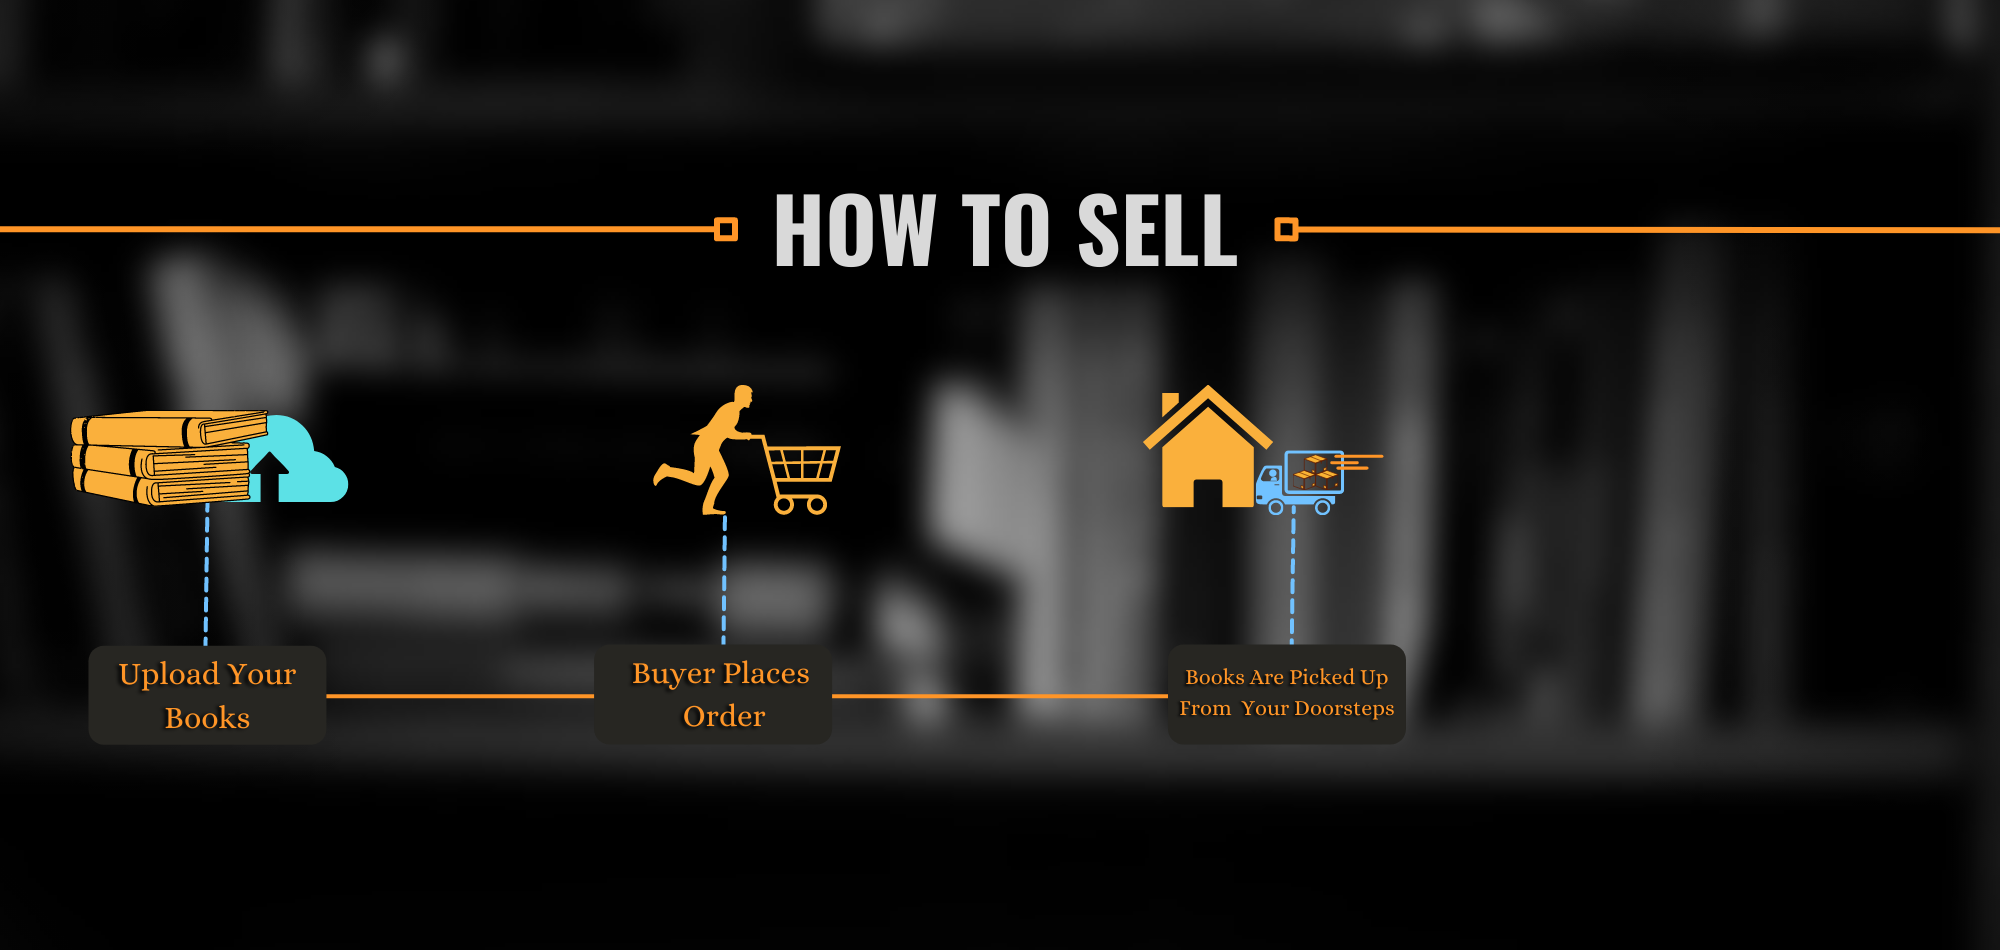 HOW TO SELL
Upload Your
Books
Buyer Places
Order
Books Are Picked Up
From  Your Doorsteps